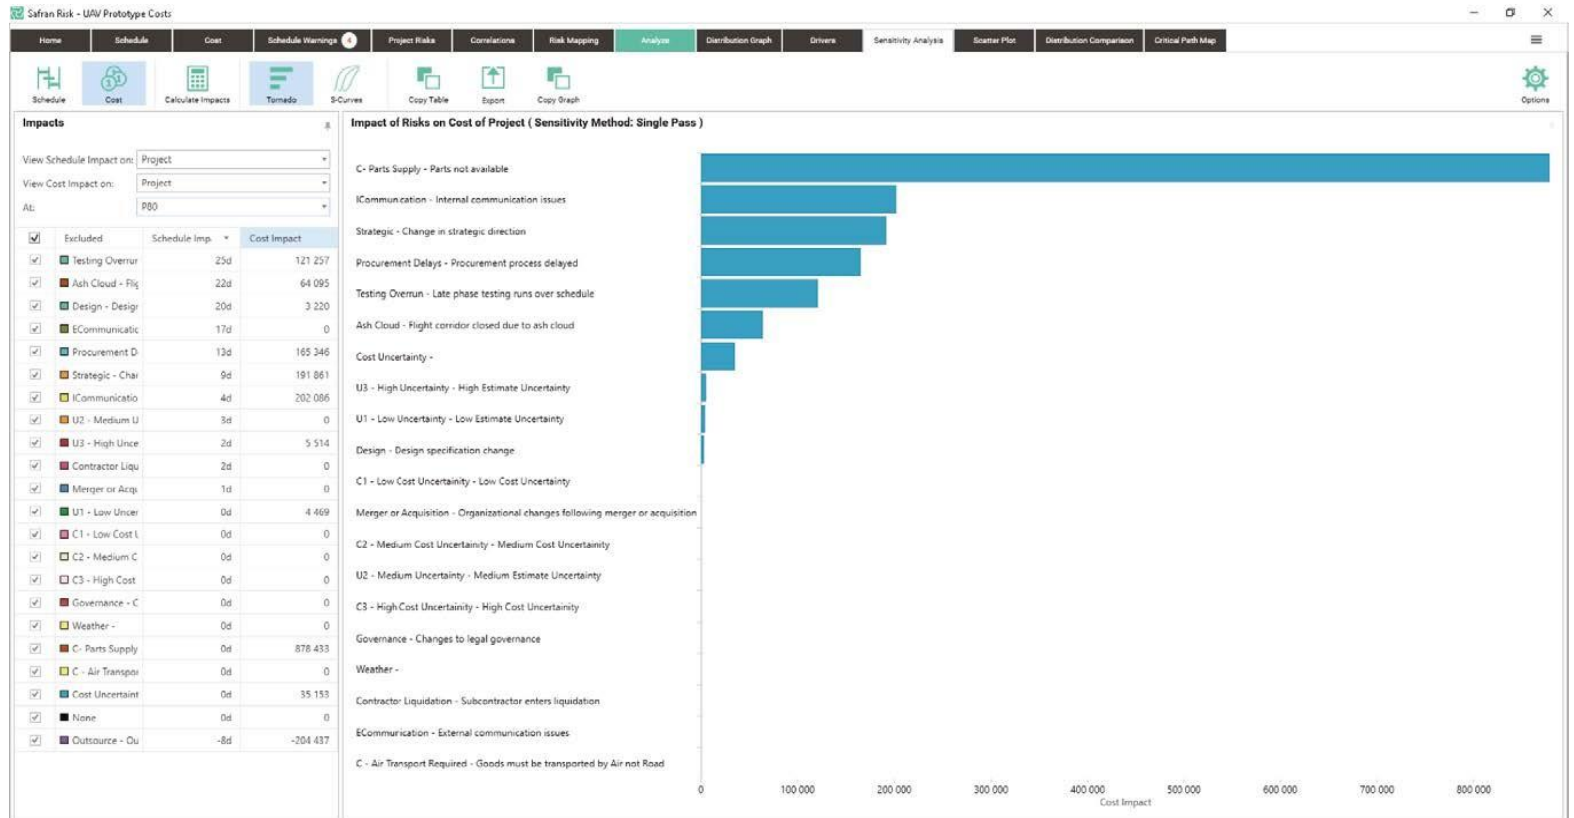 Safran Risk - UAV Prototype Costs
Home Schedule Cost Schedule Warnings 4 Project Risks Correlations Risk Mapping Analyze Distribution Graph Drivers Sensitivity Analysis Scatter Plot Distribution Comparison Critical Path Map
Schedule Cost Calculate Impacts Tornado S-Curves Copy Table Export Copy Graph Options
Impacts
View Schedule Impact on: Project
View Cost Impact on: Project
At: P80
Excluded Schedule Imp. Cost Impact
Testing Overrur 25d 121 257
Ash Cloud - Flig 22d 64 095
Design - Desigr 20d 3 220
ECommunicatic 17d 0
Procurement D 13d 165 346
Strategic - Char 9d 191 861
ICommunicatio 4d 202 086
U2 - Medium U 3d 0
U3 - High Unce 2d 5 514
Contractor Liqu 2d 0
Merger or Acqu 1d 0
U1 - Low Uncer 0d 4 469
C1 - Low Cost U 0d 0
C2 - Medium C 0d 0
C3 - High Cost 0d 0
Governance - C 0d 0
Weather - 0d 0
C- Parts Supply 0d 878 433
C - Air Transpor 0d 0
Cost Uncertaint 0d 35 153
None 0d 0
Outsource - Ou -8d -204 437
Impact of Risks on Cost of Project ( Sensitivity Method: Single Pass )
C- Parts Supply - Parts not available
ICommunication - Internal communication issues
Strategic - Change in strategic direction
Procurement Delays - Procurement process delayed
Testing Overrun - Late phase testing runs over schedule
Ash Cloud - Flight corridor closed due to ash cloud
Cost Uncertainty -
U3 - High Uncertainty - High Estimate Uncertainty
U1 - Low Uncertainty - Low Estimate Uncertainty
Design - Design specification change
C1 - Low Cost Uncertainity - Low Cost Uncertainty
Merger or Acquisition - Organizational changes following merger or acquisition
C2 - Medium Cost Uncertainity - Medium Cost Uncertainity
U2 - Medium Uncertainty - Medium Estimate Uncertainty
C3 - High Cost Uncertainity - High Cost Uncertainity
Governance - Changes to legal governance
Weather -
Contractor Liquidation - Subcontractor enters liquidation
ECommunication - External communication issues
C - Air Transport Required - Goods must be transported by Air not Road
0 100 000 200 000 300 000 400 000 500 000 600 000 700 000 800 000
Cost Impact